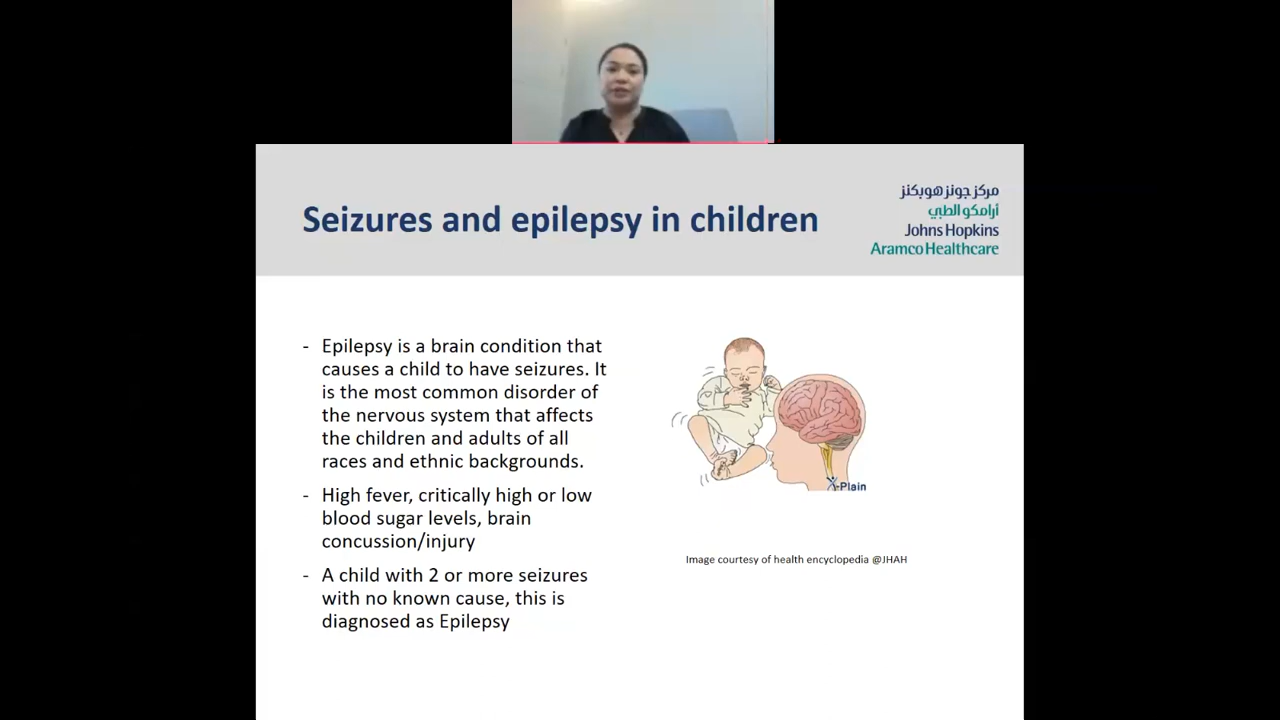 Seizures and epilepsy in children
مركز جونز هوبكنز
أرامكو الطبي
Johns Hopkins
Aramco Healthcare
- Epilepsy is a brain condition that
causes a child to have seizures. It
is the most common disorder of
the nervous system that affects
the children and adults of all
races and ethnic backgrounds.
- High fever, critically high or low
blood sugar levels, brain
concussion/injury
- A child with 2 or more seizures
with no known cause, this is
diagnosed as Epilepsy
X-Plain
Image courtesy of health encyclopedia @JHAH